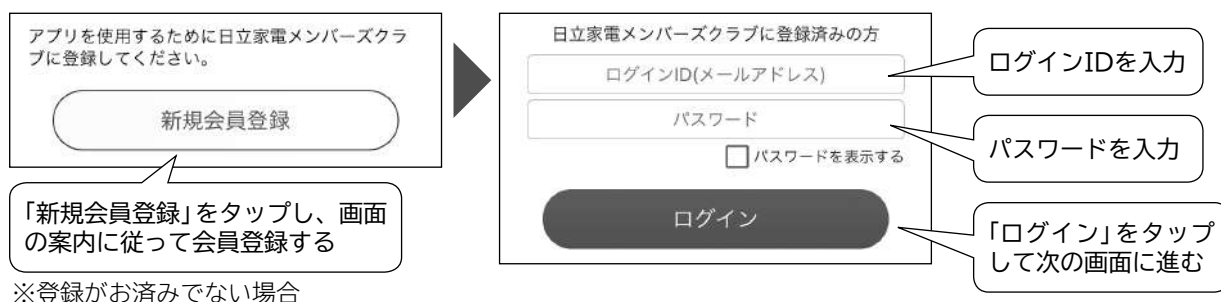 アプリを使用するために日立家電メンバーズクラ
ブに登録してください。
新規会員登録
「新規会員登録」をタップし、画面
の案内に従って会員登録する
※登録がお済みでない場合
日立家電メンバーズクラブに登録済みの方
ログインID(メールアドレス)
パスワード
パスワードを表示する
ログイン
ログインIDを入力
パスワードを入力
「ログイン」をタップ
して次の画面に進む